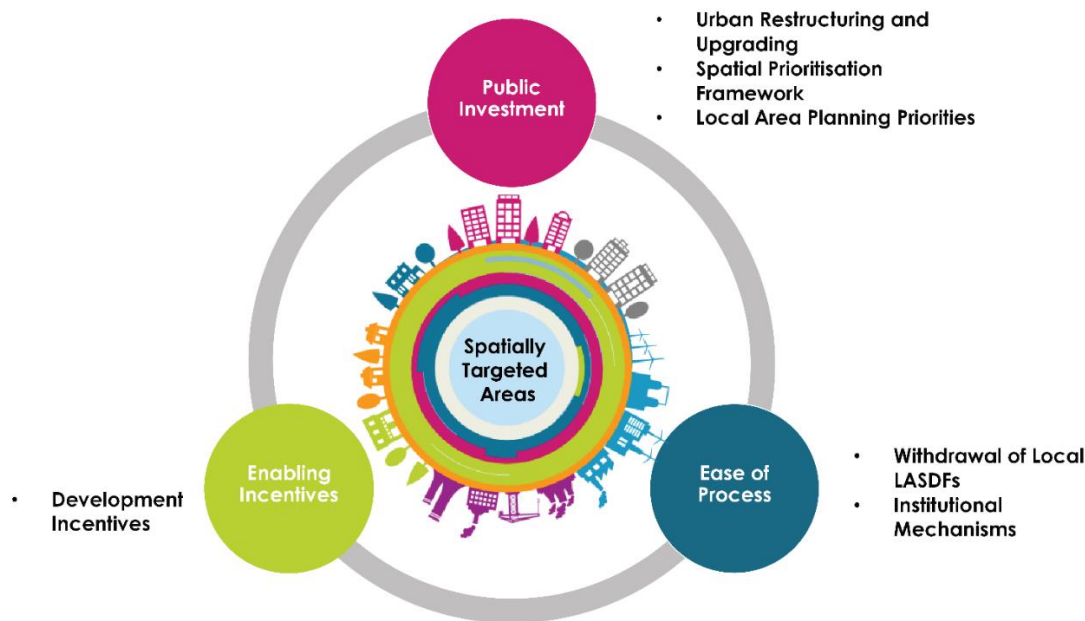 • Urban Restructuring and
Upgrading
• Spatial Prioritisation
Framework
• Local Area Planning Priorities
Public
Investment
Spatially
Targeted
Areas
Enabling
Incentives
• Development
Incentives
Ease of
Process
• Withdrawal of Local
LASDFs
• Institutional
Mechanisms